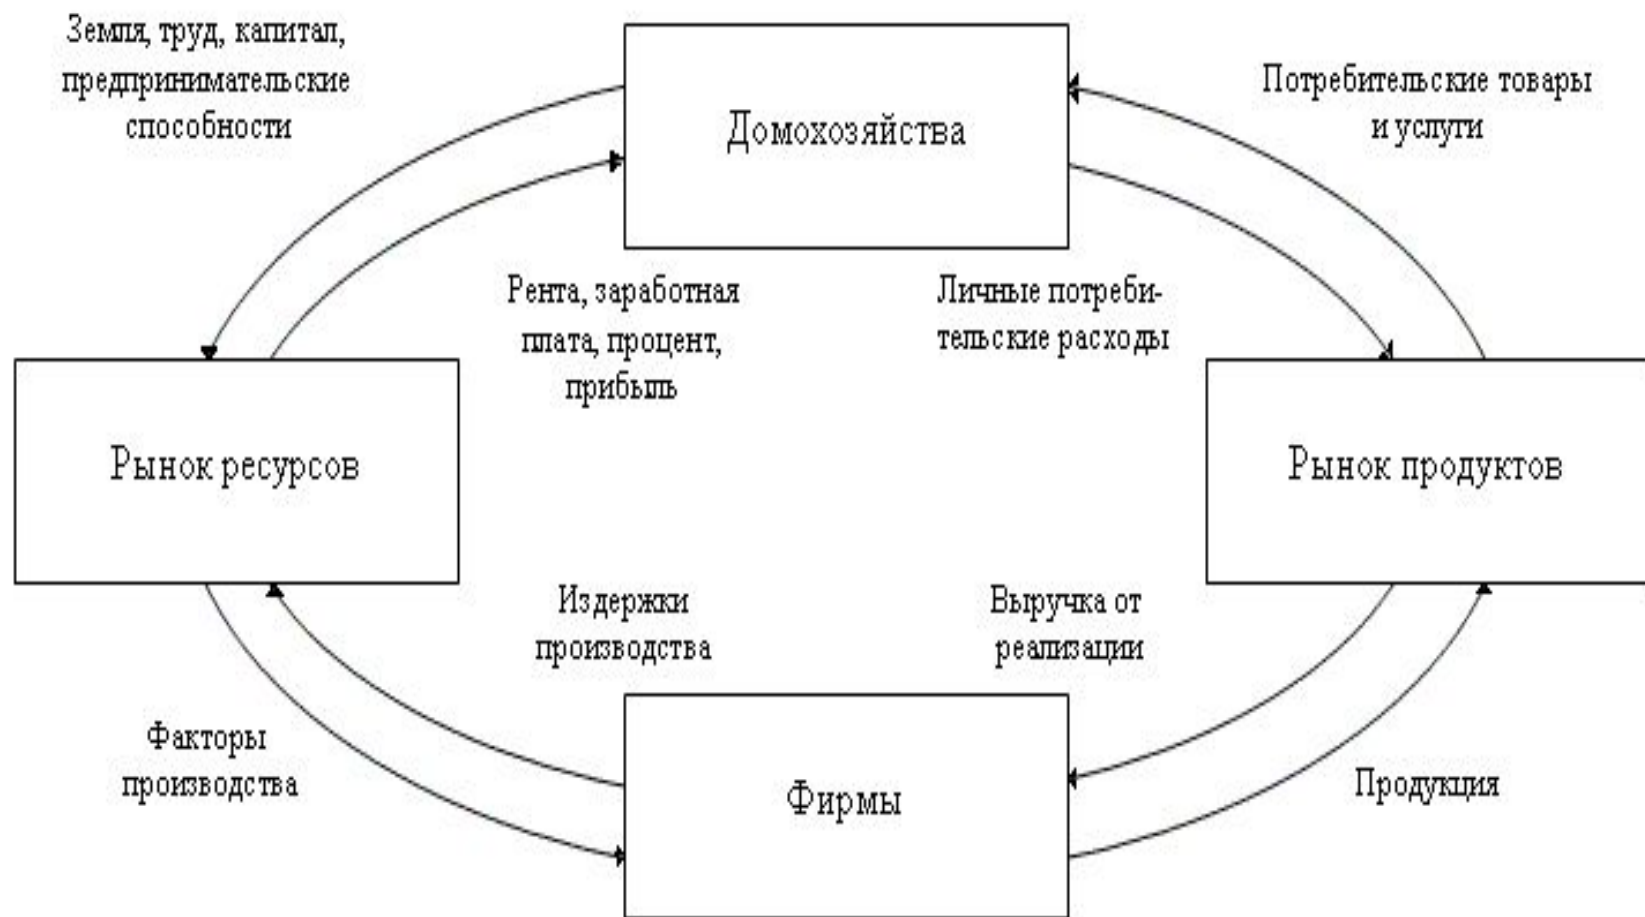 Земля, труд, капитал,
предпринимательские
способности
Домохозяйства
Потребительские товары
и услуги
Рента, заработная
плата, процент,
прибыль
Личные потреби-
тельские расходы
Рынок ресурсов
Рынок продуктов
Издержки
производства
Выручка от
реализации
Факторы
производства
Фирмы
Продукция